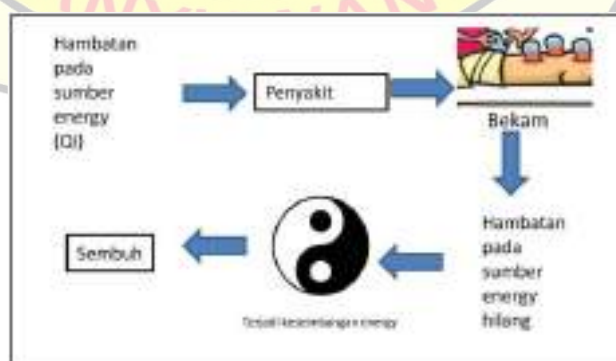 Hambatan
pada
sumber
energy
(Qi)
Penyakit
Bekam
Hambatan
pada
sumber
energy
hilang
Terjadi keseimbangan energy
Sembuh